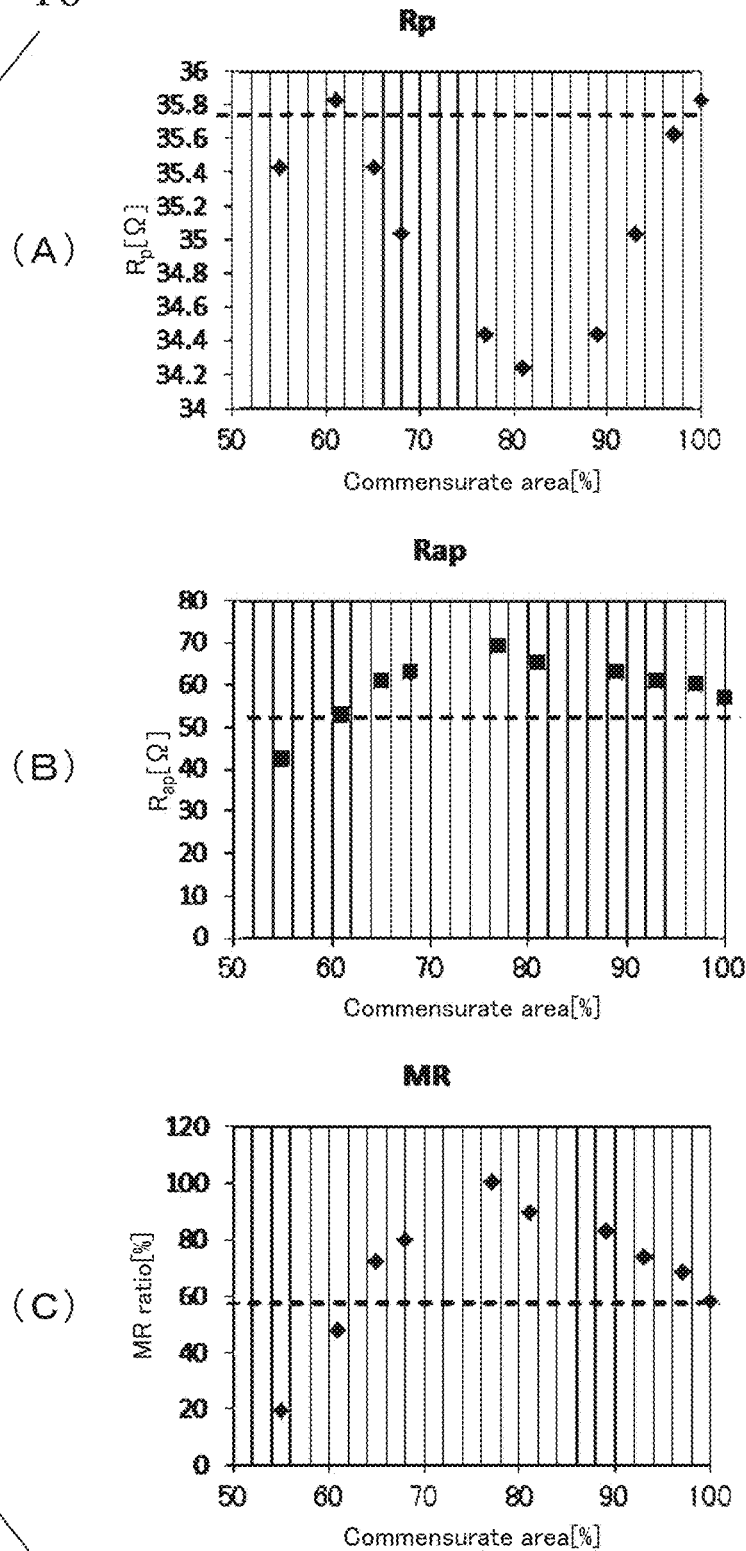 Rp
(A)
Rp[Ω]
36
35.8
35.6
35.4
35.2
35
34.8
34.6
34.4
34.2
34
50 60 70 80 90 100
Commensurate area[%]
Rap
(B)
Rap[Ω]
80
70
60
50
40
30
20
10
0
50 60 70 80 90 100
Commensurate area[%]
MR
(C)
MR ratio[%]
120
100
80
60
40
20
0
50 60 70 80 90 100
Commensurate area[%]